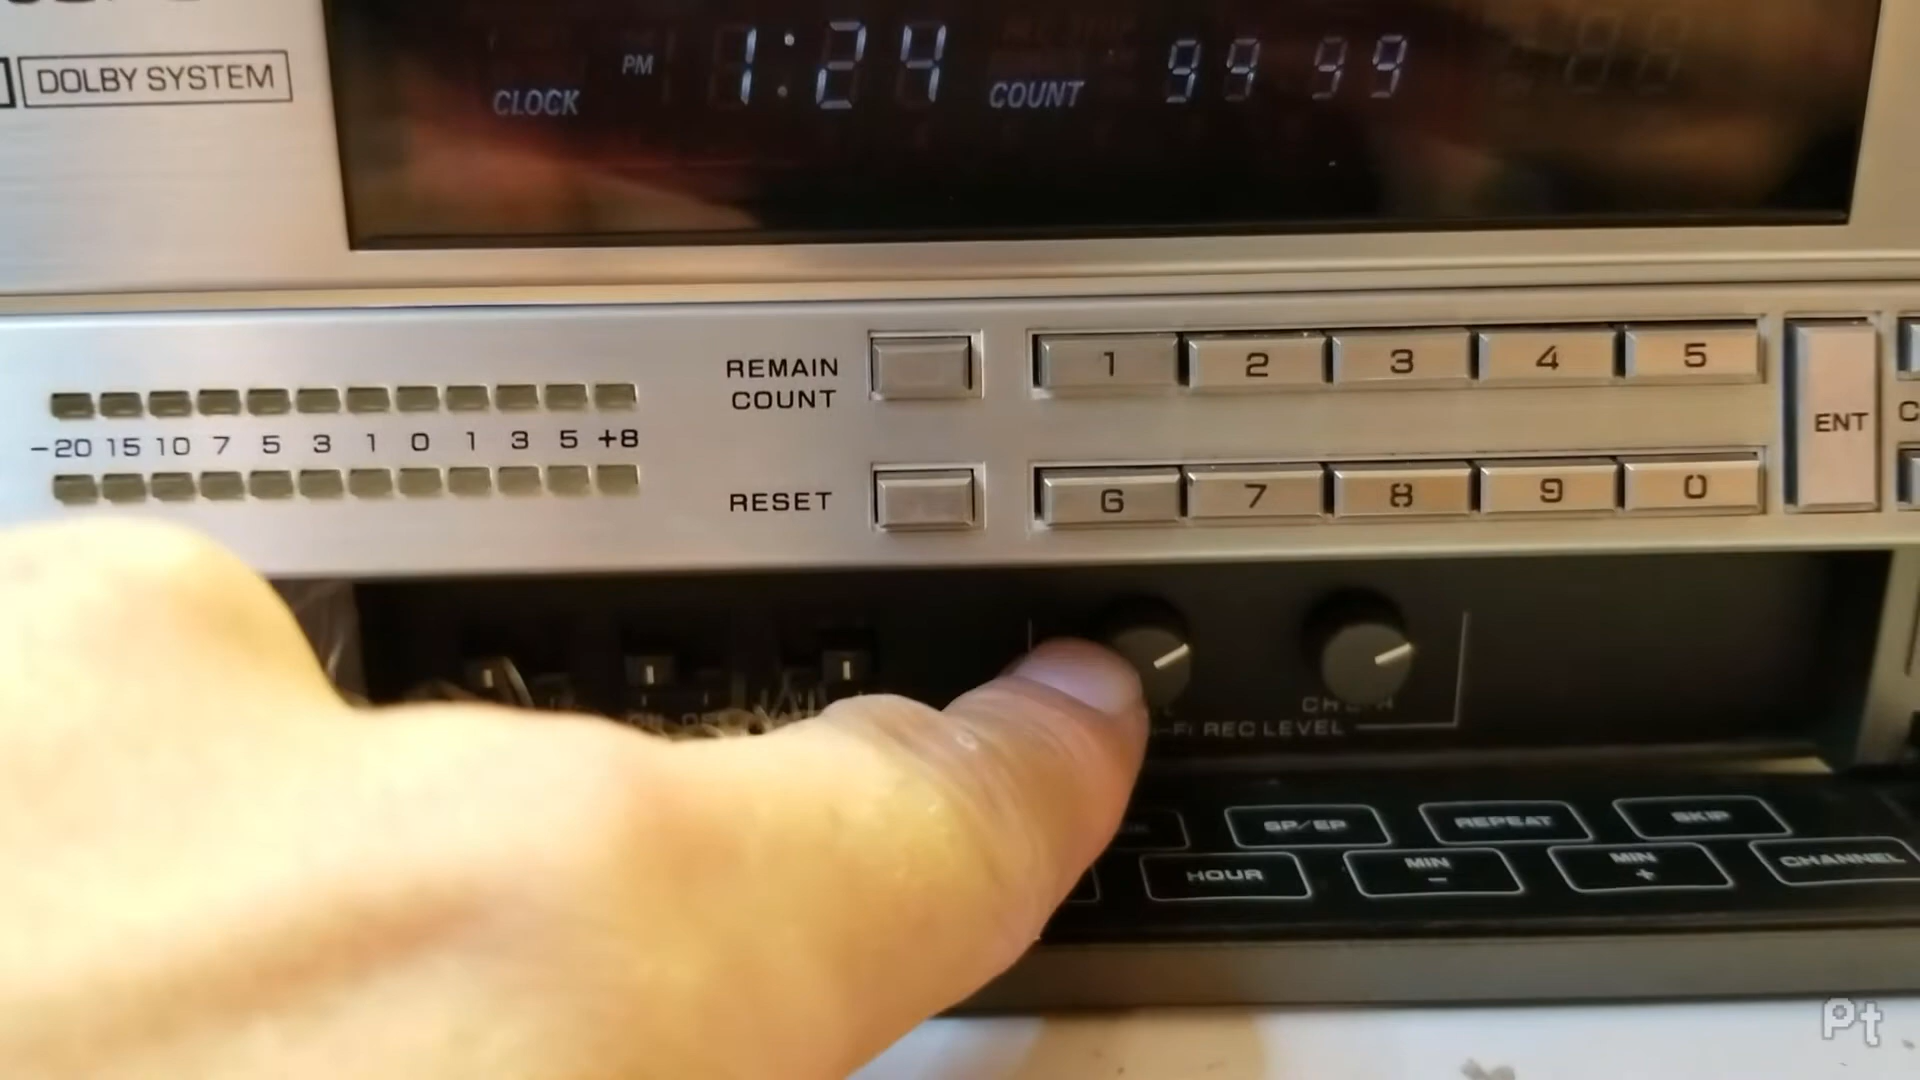 DOLBY SYSTEM
CLOCK PM 1:24 COUNT 99 99
REMAIN
COUNT
RESET
1 2 3 4 5
6 7 8 9 0
ENT
C
-20 15 10 7 5 3 1 0 1 3 5 +8
REC LEVEL
SP/EP REPEAT SKIP
HOUR MIN - MIN + CHANNEL
Pt